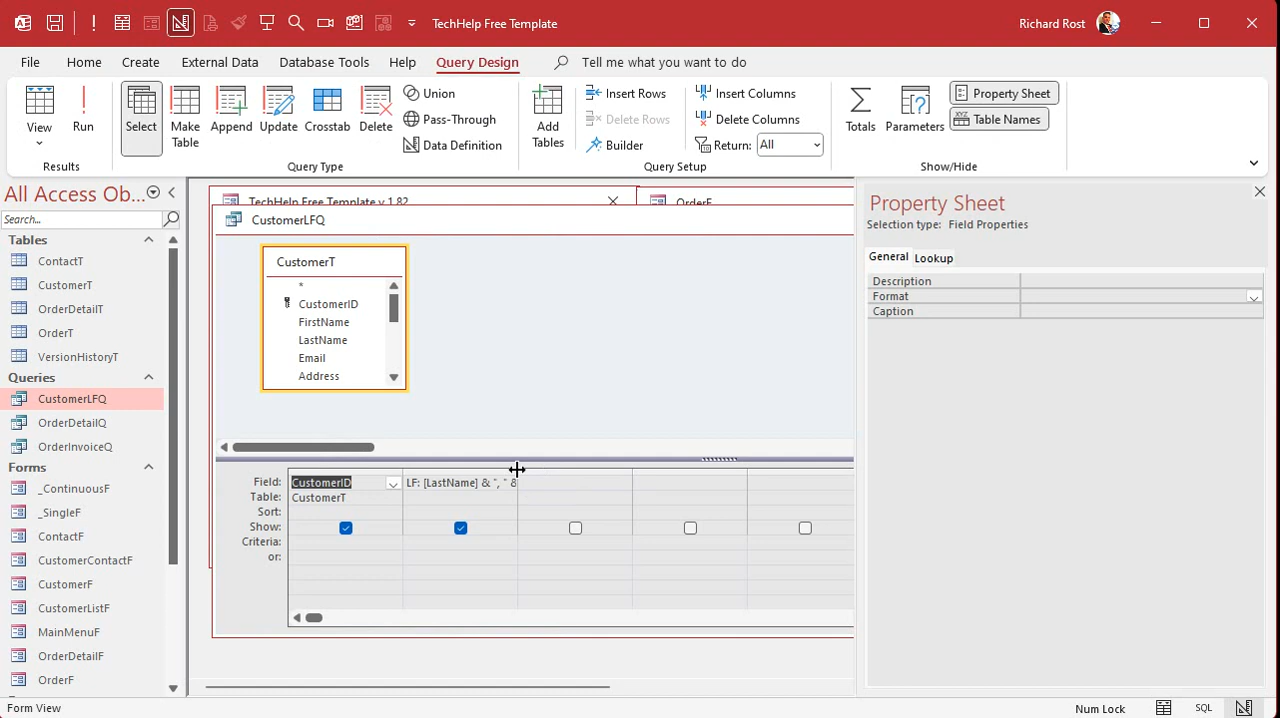 TechHelp Free Template
Richard Rost
File Home Create External Data Database Tools Help Query Design Tell me what you want to do
View
Run
Results
Select
Make Table
Append
Update
Crosstab
Delete
Union
Pass-Through
Data Definition
Query Type
Add Tables
Insert Rows
Delete Rows
Builder
Insert Columns
Delete Columns
Return: All
Query Setup
Totals
Parameters
Property Sheet
Table Names
Show/Hide
All Access Ob...
Search...
Tables
ContactT
CustomerT
OrderDetailT
OrderT
VersionHistoryT
Queries
CustomerLFQ
OrderDetailQ
OrderInvoiceQ
Forms
_ContinuousF
_SingleF
ContactF
CustomerContactF
CustomerF
CustomerListF
MainMenuF
OrderDetailF
OrderF
TechHelp Free Template v 1.82
OrderF
CustomerLFQ
CustomerT
*
CustomerID
FirstName
LastName
Email
Address
Field: CustomerID LF: [LastName] & ", " &
Table: CustomerT
Sort:
Show:
Criteria:
or:
Property Sheet
Selection type: Field Properties
General Lookup
Description
Format
Caption
Form View
Num Lock
SQL